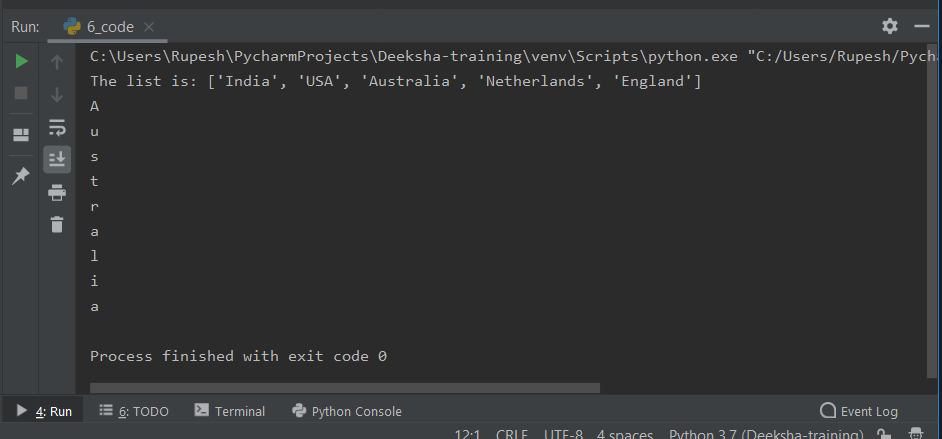 Run: 6_code
C:\Users\Rupesh\PycharmProjects\Deeksha-training\venv\Scripts\python.exe "C:/Users/Rupesh/Pych
The list is: ['India', 'USA', 'Australia', 'Netherlands', 'England']
A
u
s
t
r
a
l
i
a
Process finished with exit code 0
4: Run 6: TODO Terminal Python Console Event Log
12:1 CRLF UTF-8 4 spaces Python 3.7 (Deeksha-training)